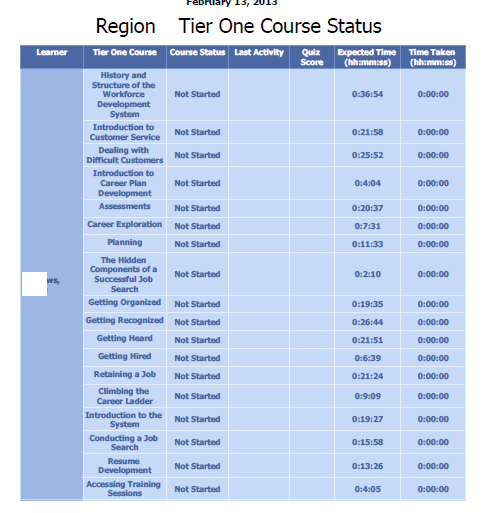 February 13, 2013
Region Tier One Course Status
Learner Tier One Course Course Status Last Activity Quiz Score Expected Time (hh:mm:ss) Time Taken (hh:mm:ss)
History and Structure of the Workforce Development System Not Started 0:36:54 0:00:00
Introduction to Customer Service Not Started 0:21:58 0:00:00
Dealing with Difficult Customers Not Started 0:25:52 0:00:00
Introduction to Career Plan Development Not Started 0:4:04 0:00:00
Assessments Not Started 0:20:37 0:00:00
Career Exploration Not Started 0:7:31 0:00:00
Planning Not Started 0:11:33 0:00:00
The Hidden Components of a Successful Job Search Not Started 0:2:10 0:00:00
ws,
Getting Organized Not Started 0:19:35 0:00:00
Getting Recognized Not Started 0:26:44 0:00:00
Getting Heard Not Started 0:21:51 0:00:00
Getting Hired Not Started 0:6:39 0:00:00
Retaining a Job Not Started 0:21:24 0:00:00
Climbing the Career Ladder Not Started 0:9:09 0:00:00
Introduction to the System Not Started 0:19:27 0:00:00
Conducting a Job Search Not Started 0:15:58 0:00:00
Resume Development Not Started 0:13:26 0:00:00
Accessing Training Sessions Not Started 0:4:05 0:00:00